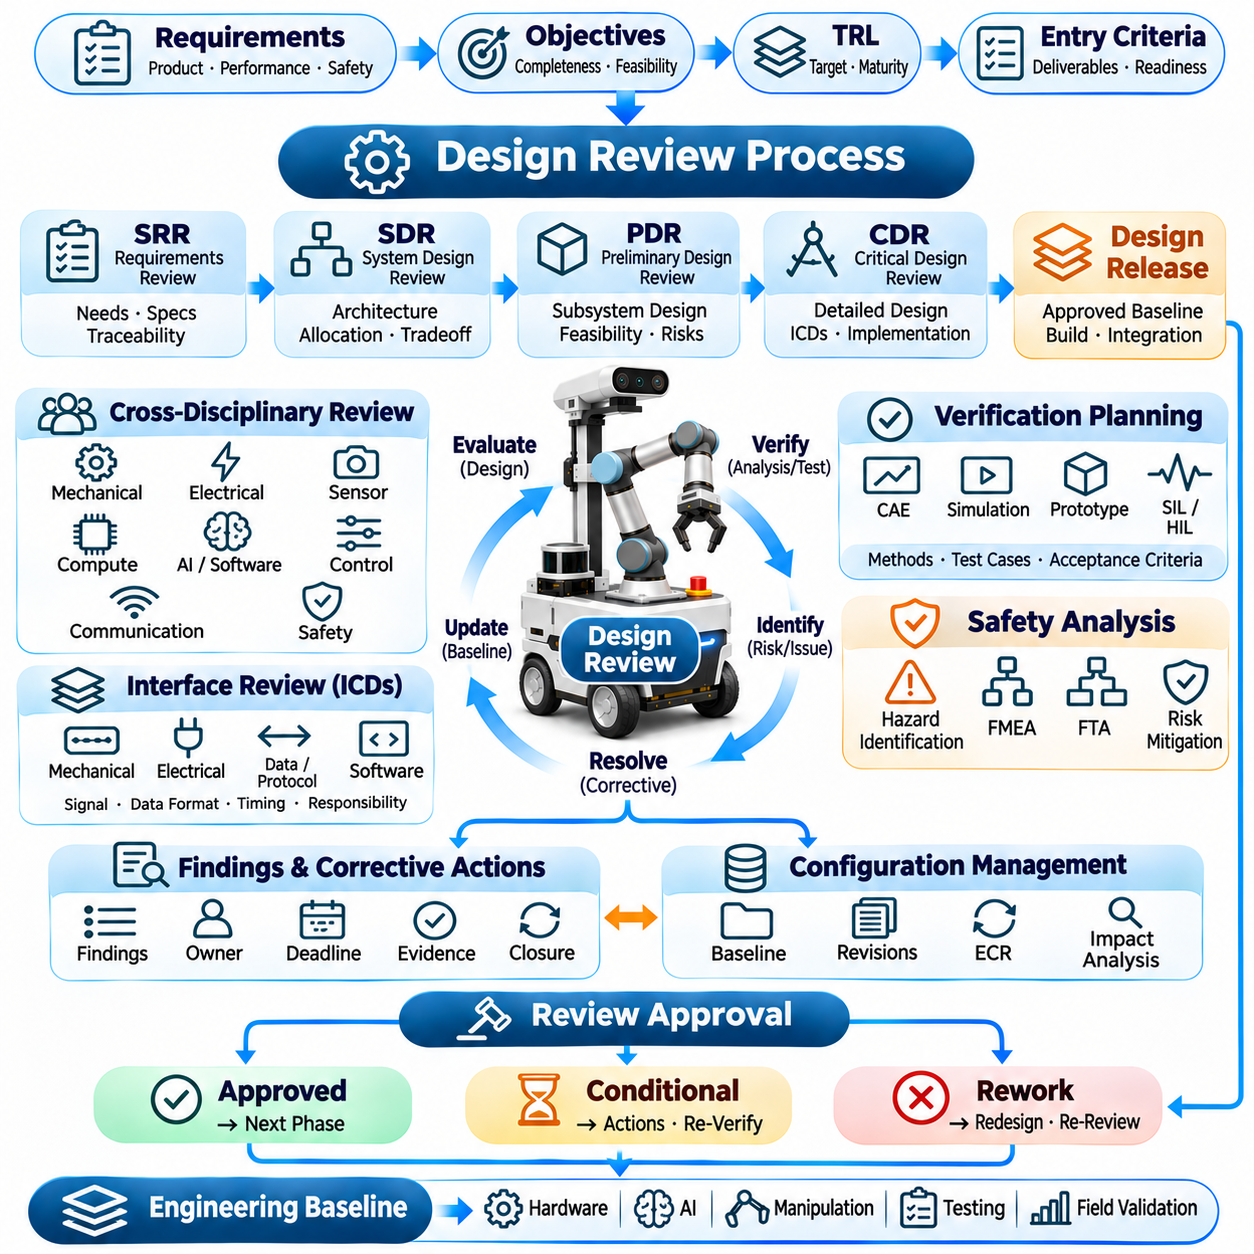 Requirements
Product · Performance · Safety
Objectives
Completeness · Feasibility
TRL
Target · Maturity
Entry Criteria
Deliverables · Readiness
Design Review Process
SRR
Requirements
Review
Needs · Specs
Traceability
SDR
System Design
Review
Architecture
Allocation · Tradeoff
PDR
Preliminary Design
Review
Subsystem Design
Feasibility · Risks
CDR
Critical Design
Review
Detailed Design
ICDs · Implementation
Design
Release
Approved Baseline
Build · Integration
Cross-Disciplinary Review
Mechanical
Electrical
Sensor
Compute
AI / Software
Control
Communication
Safety
Interface Review (ICDs)
Mechanical
Electrical
Data /
Protocol
Software
Signal · Data Format · Timing · Responsibility
Evaluate
(Design)
Verify
(Analysis/Test)
Update
(Baseline)
Design
Review
Identify
(Risk/Issue)
Resolve
(Corrective)
Verification Planning
CAE
Simulation
Prototype
SIL /
HIL
Methods · Test Cases · Acceptance Criteria
Safety Analysis
Hazard
Identification
FMEA
FTA
Risk
Mitigation
Findings & Corrective Actions
Findings
Owner
Deadline
Evidence
Closure
Configuration Management
Baseline
Revisions
ECR
Impact
Analysis
Review Approval
Approved
→ Next Phase
Conditional
→ Actions · Re-Verify
Rework
→ Redesign · Re-Review
Engineering Baseline
Hardware
AI
Manipulation
Testing
Field Validation